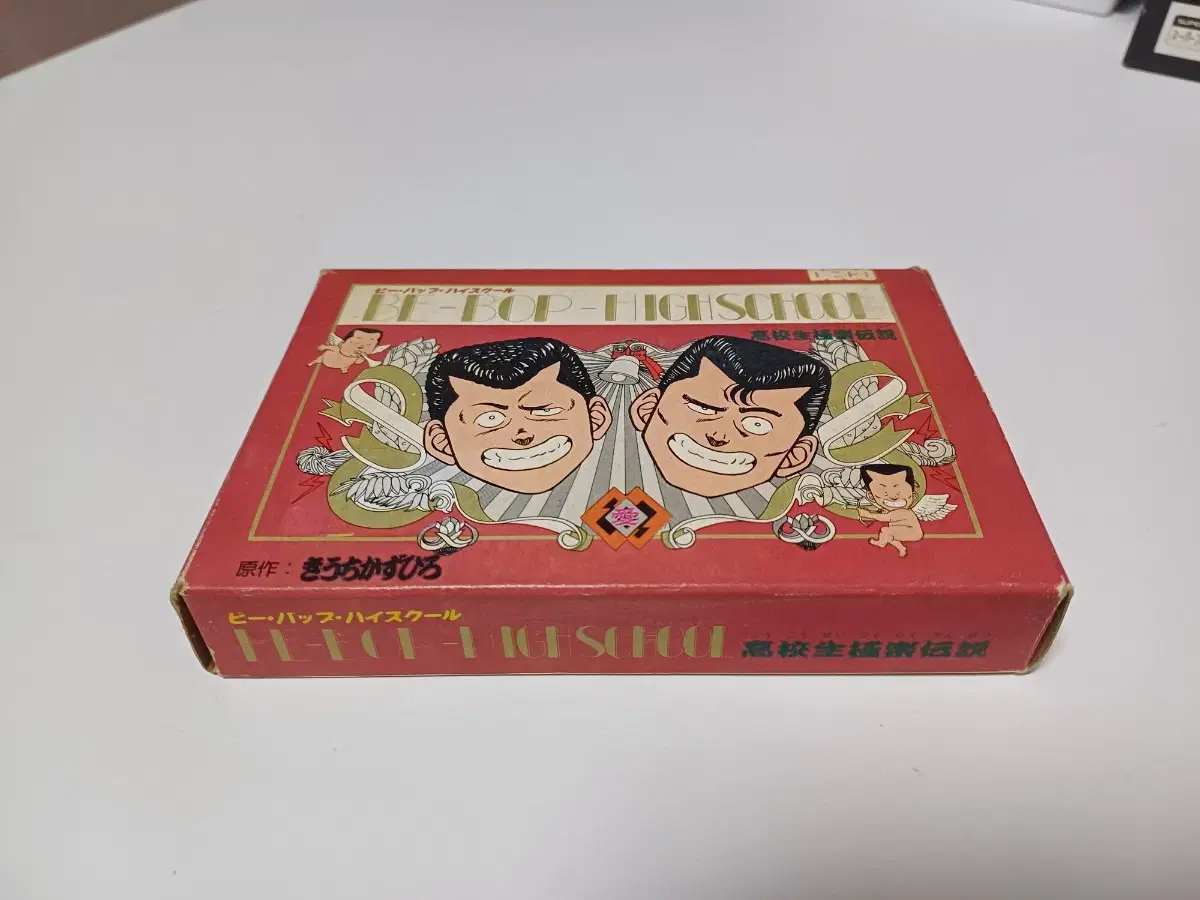 ビー・バップ・ハイスクール
BE-BOP-HIGHSCHOOL
高校生極楽伝説
原作:きうちかずひろ
ビー・バップ・ハイスクール
BE-BOP-HIGHSCHOOL 高校生極楽伝説